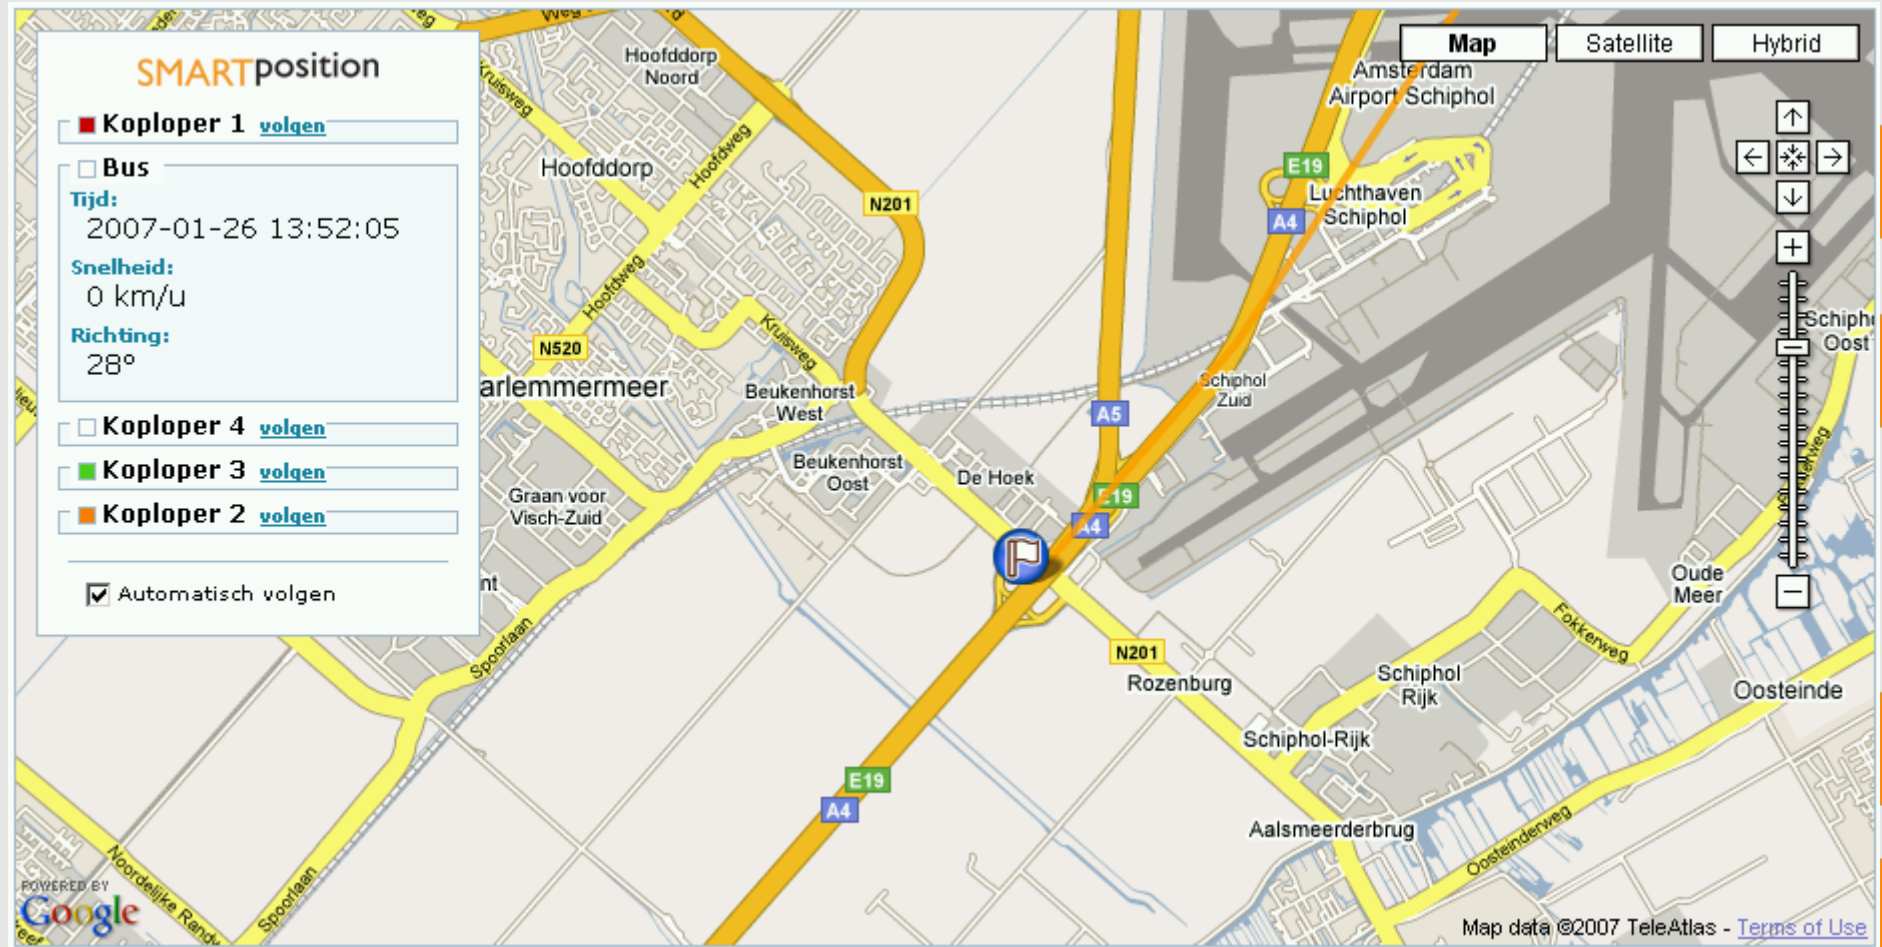 SMARTposition
Koploper 1 volgen
Bus
Tijd:
2007-01-26 13:52:05
Snelheid:
0 km/u
Richting:
28°
Koploper 4 volgen
Koploper 3 volgen
Koploper 2 volgen
Automatisch volgen
Map
Satellite
Hybrid
Hoofddorp
Noord
Kruisweg
Hoofdweg
Hoofddorp
N201
Amsterdam
Airport Schiphol
E19
Luchthaven
Schiphol
A4
Hoofdweg
N520
Kruisweg
arlemmermeer
Beukenhorst
West
Schiphol
Zuid
A5
Beukenhorst
Oost
De Hoek
Graan voor
Visch-Zuid
E19
A4
Oost
Oude
Meer
Fokkerweg
Spoorlaan
N201
Rozenburg
Schiphol
Rijk
Oosteinde
Schiphol-Rijk
E19
A4
Aalsmeerderbrug
Oosteinderweg
Noordelijke Randw
Spoorlaan
POWERED BY
Google
Map data ©2007 TeleAtlas - Terms of Use